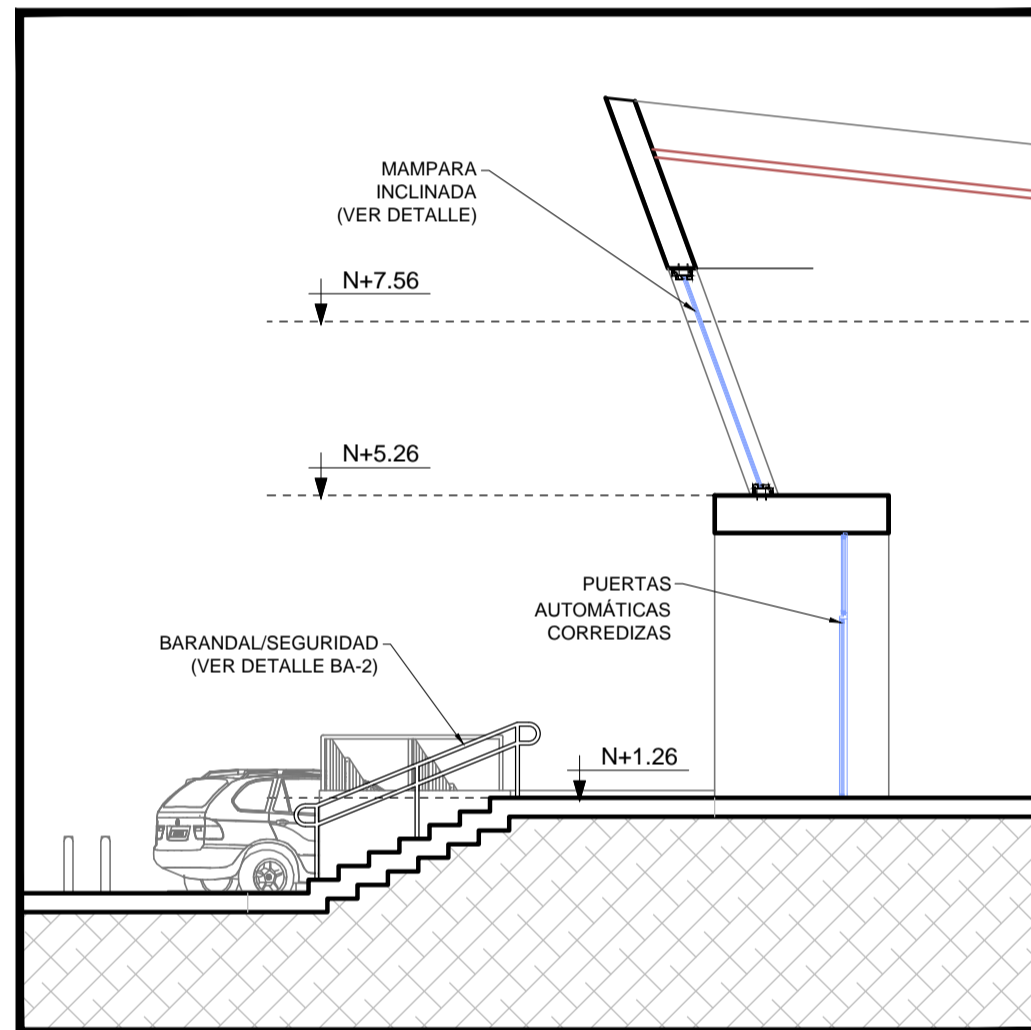 MAMPARA
INCLINADA
(VER DETALLE)
N+7.56
N+5.26
PUERTAS
AUTOMÁTICAS
CORREDIZAS
BARANDAL/SEGURIDAD
(VER DETALLE BA-2)
N+1.26